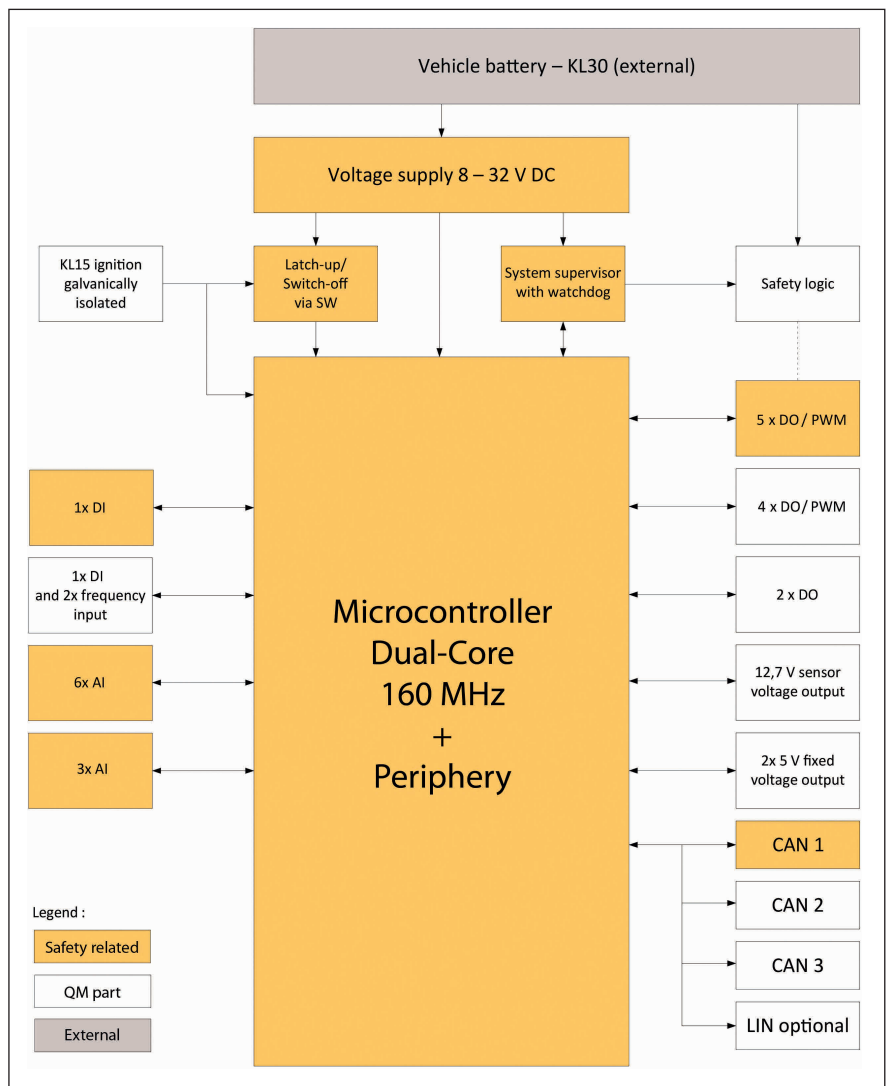 Vehicle battery – KL30 (external)
Voltage supply 8 – 32 V DC
KL15 ignition
galvanically
isolated
Latch-up/
Switch-off
via SW
System supervisor
with watchdog
Safety logic
5 x DO / PWM
1x DI
4 x DO/ PWM
1x DI
and 2x frequency
input
2 x DO
Microcontroller
Dual-Core
160 MHz
+
Periphery
6x AI
12,7 V sensor
voltage output
3x AI
2x 5 V fixed
voltage output
CAN 1
CAN 2
CAN 3
LIN optional
Legend :
Safety related
QM part
External